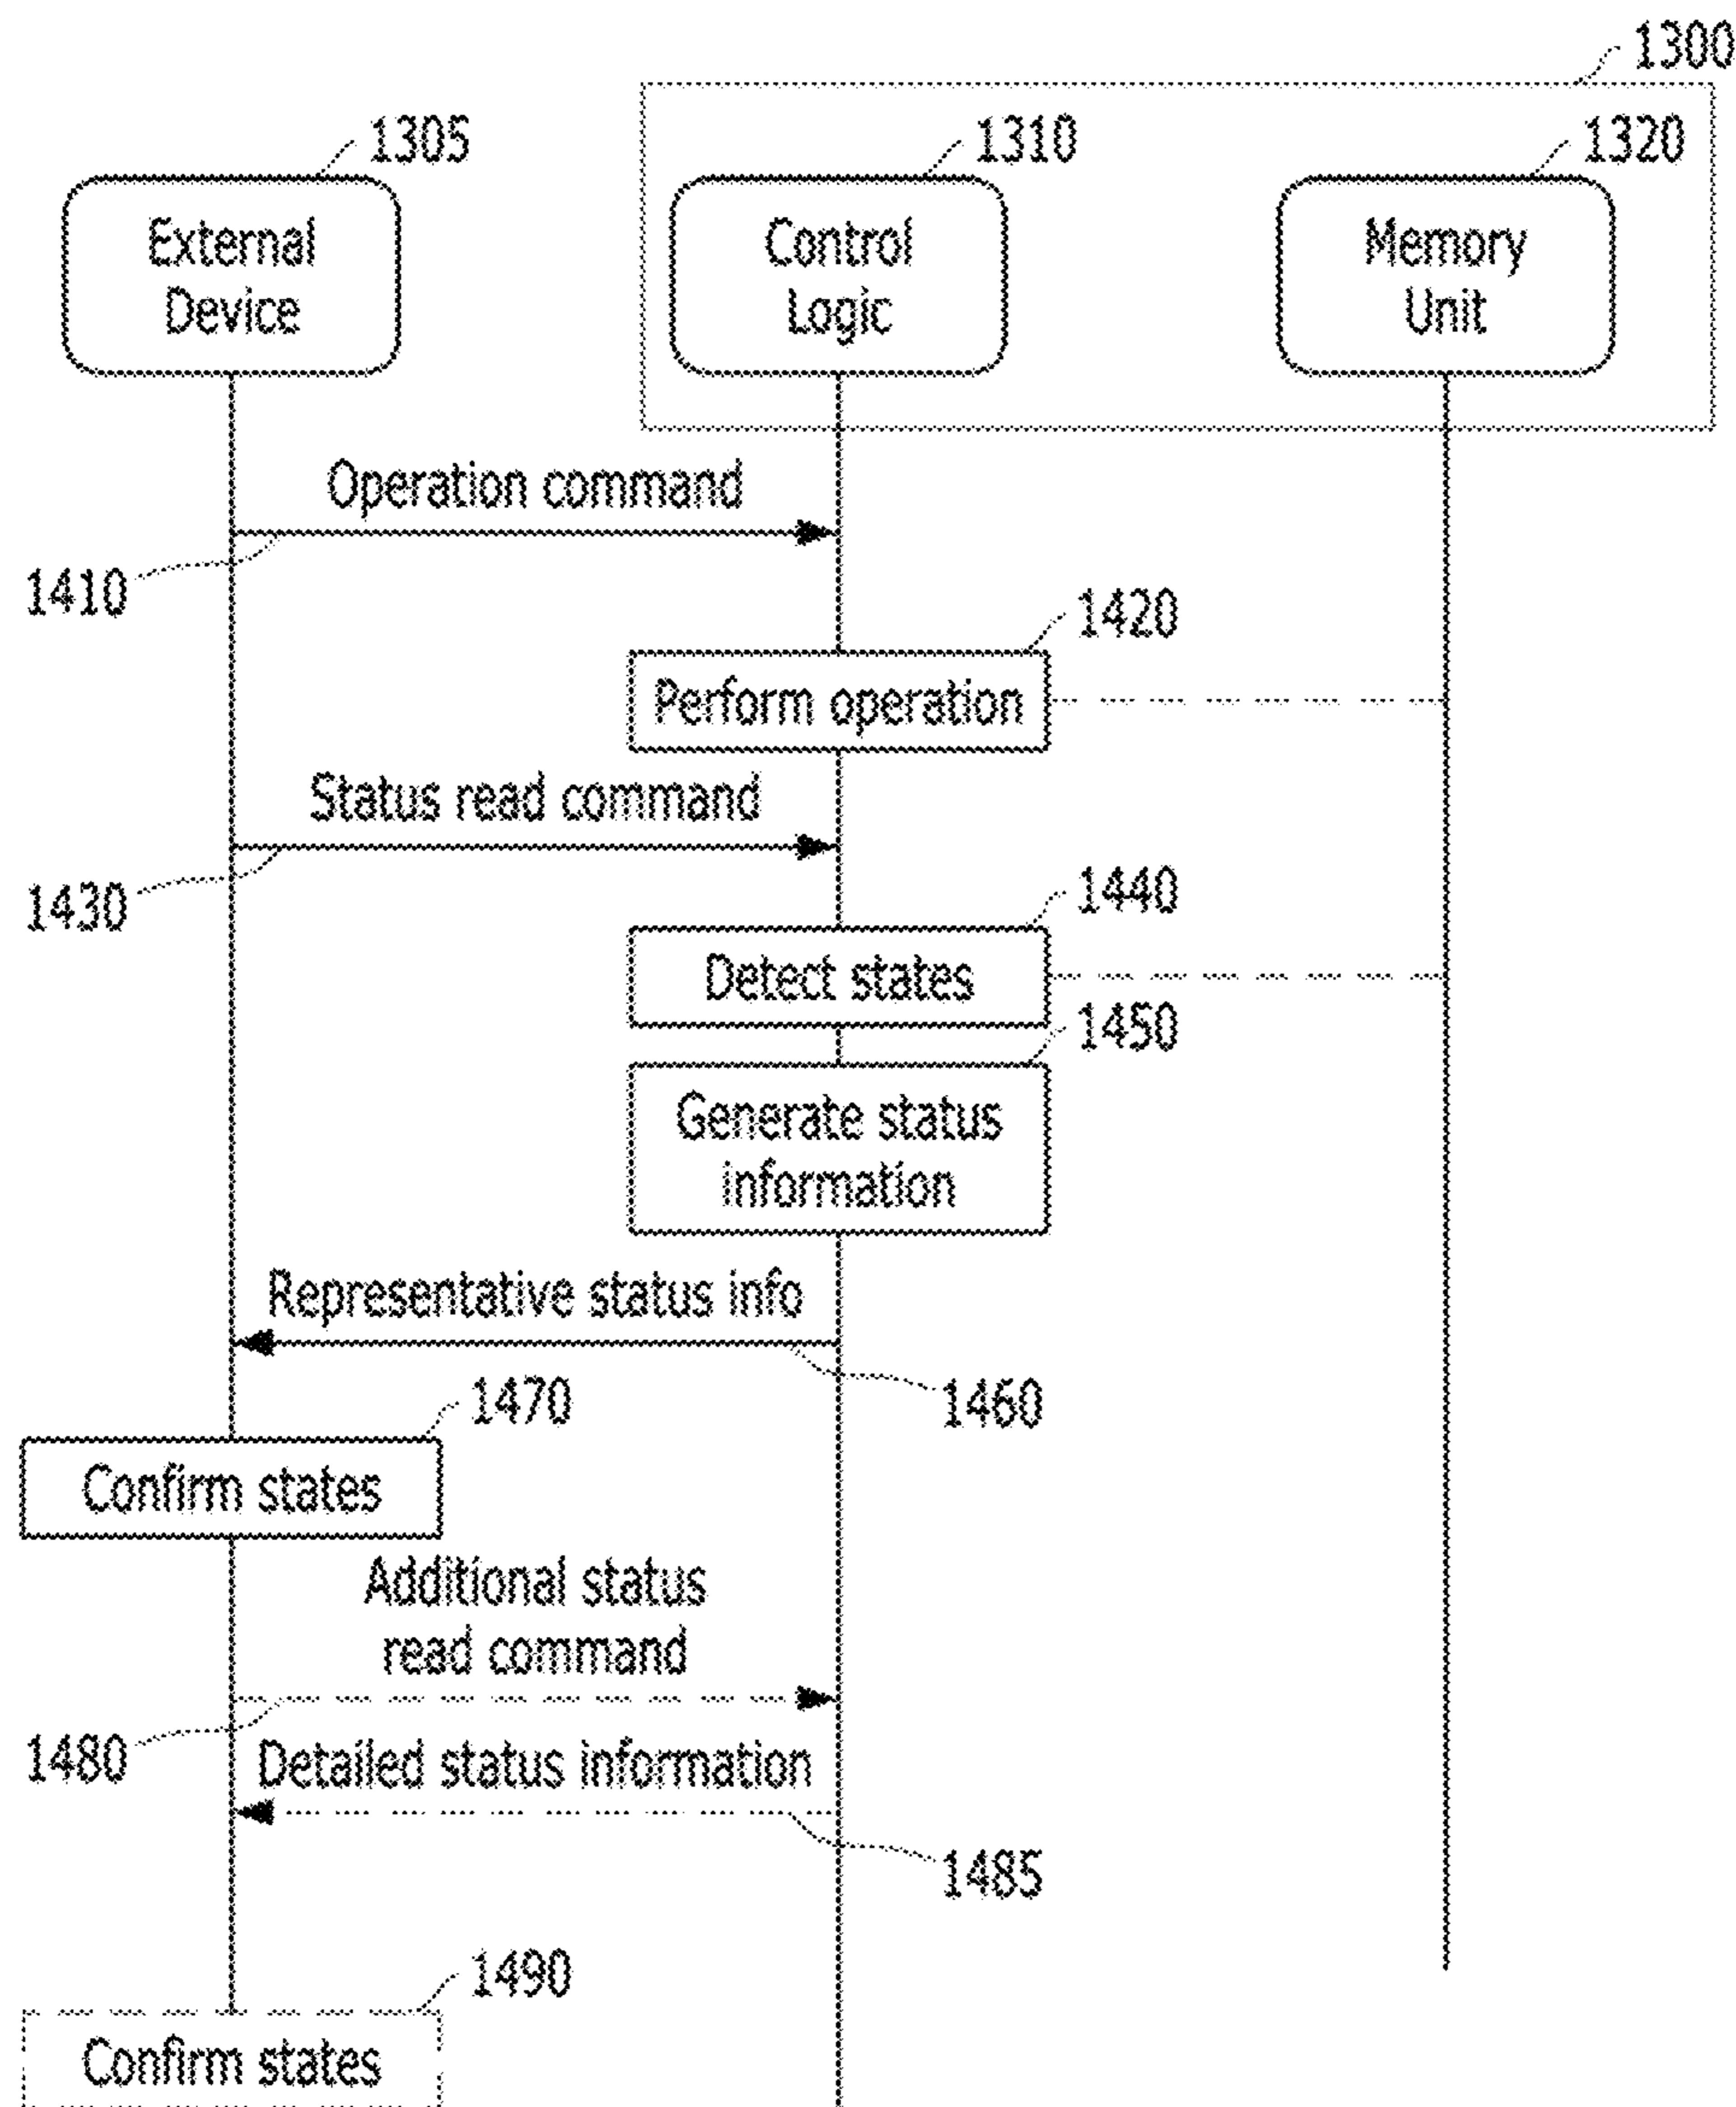 1300
1305
1310
1320
External
Device
Control
Logic
Memory
Unit
Operation command
1410
1420
Perform operation
Status read command
1430
1440
Detect states
1450
Generate status
information
Representative status info
1460
1470
Confirm states
Additional status
read command
1480
Detailed status information
1485
1490
Confirm states